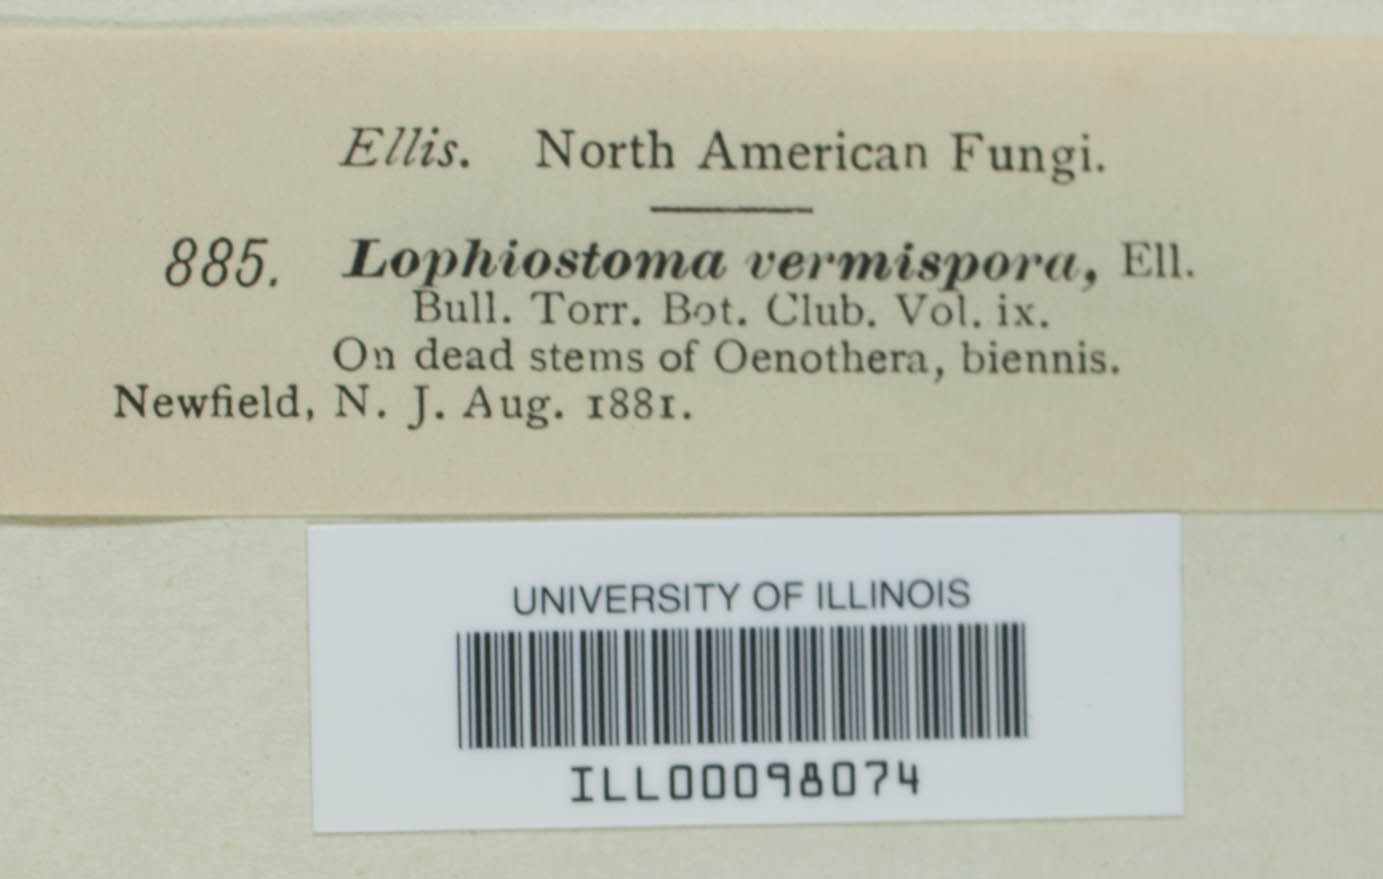 Ellis. North American Fungi.
885. Lophiostoma vermispora, Ell.
Bull. Torr. Bot. Club. Vol. ix.
On dead stems of Oenothera, biennis.
Newfield, N. J. Aug. 1881.
UNIVERSITY OF ILLINOIS
ILL00098074